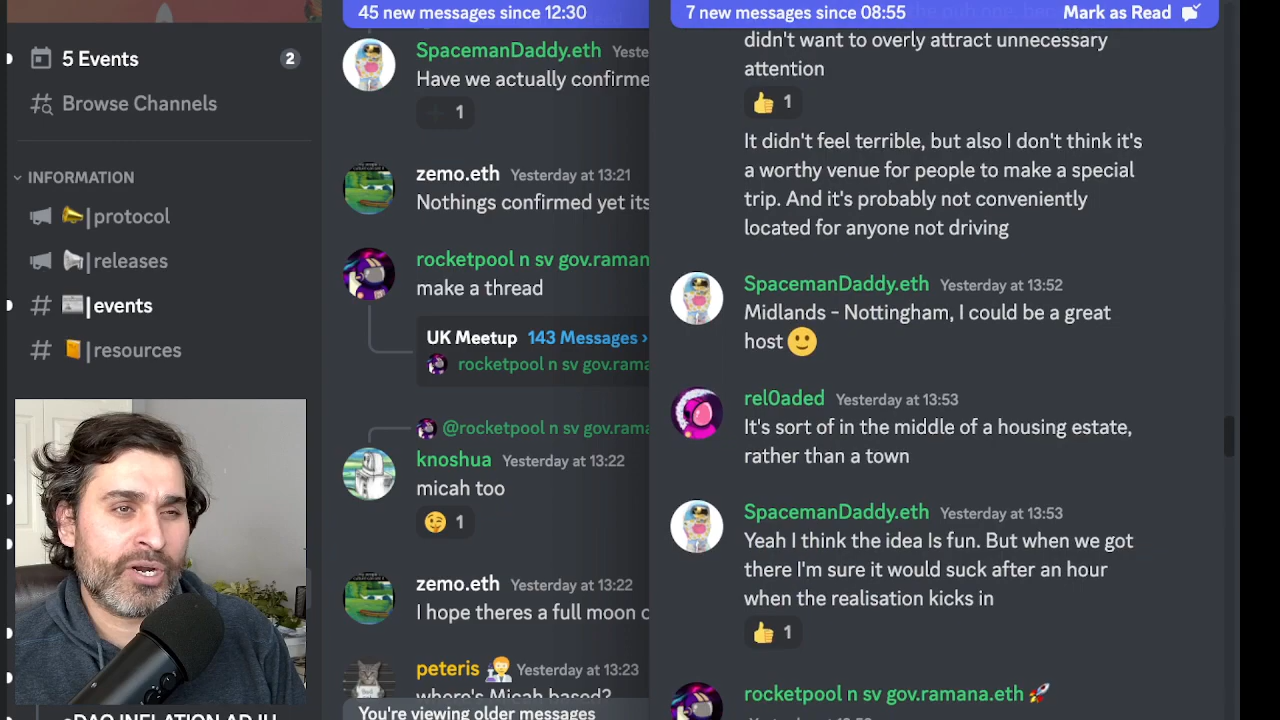 5 Events
2
Browse Channels
INFORMATION
protocol
releases
events
resources
45 new messages since 12:30
SpacemanDaddy.eth Yeste
Have we actually confirme
1
zemo.eth Yesterday at 13:21
Nothings confirmed yet its
rocketpool n sv gov.raman
make a thread
UK Meetup 143 Messages ›
rocketpool n sv gov.rama
@rocketpool n sv gov.rama
knoshua Yesterday at 13:22
micah too
1
zemo.eth Yesterday at 13:22
I hope theres a full moon o
peteris Yesterday at 13:23
where's Micah based?
You're viewing older messages
7 new messages since 08:55
Mark as Read
didn't want to overly attract unnecessary
attention
1
It didn't feel terrible, but also I don't think it's
a worthy venue for people to make a special
trip. And it's probably not conveniently
located for anyone not driving
SpacemanDaddy.eth Yesterday at 13:52
Midlands - Nottingham, I could be a great
host
rel0aded Yesterday at 13:53
It's sort of in the middle of a housing estate,
rather than a town
SpacemanDaddy.eth Yesterday at 13:53
Yeah I think the idea Is fun. But when we got
there I'm sure it would suck after an hour
when the realisation kicks in
1
rocketpool n sv gov.ramana.eth